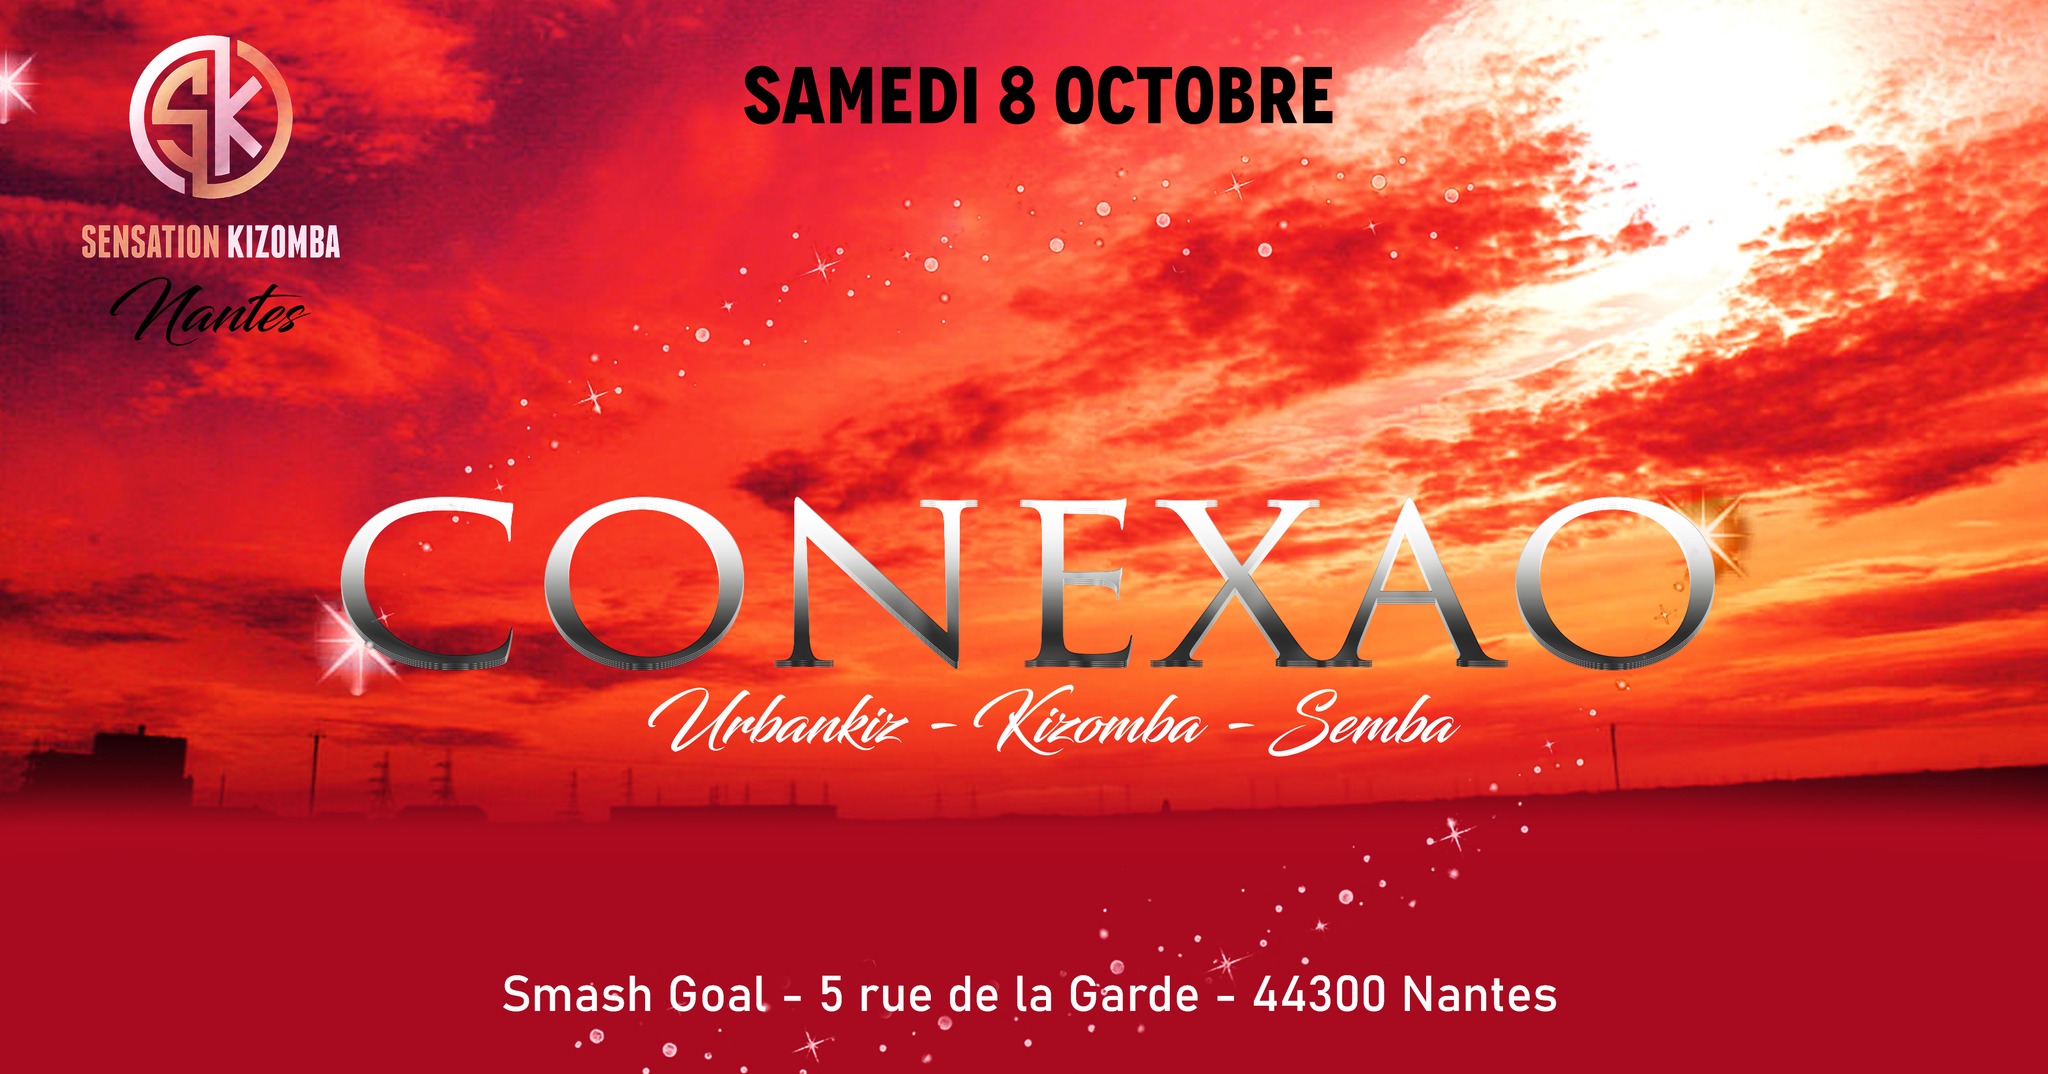 SK
SENSATION KIZOMBA
Nantes
SAMEDI 8 OCTOBRE
CONEXAO
Urbankiz - Kizomba - Semba
Smash Goal - 5 rue de la Garde - 44300 Nantes